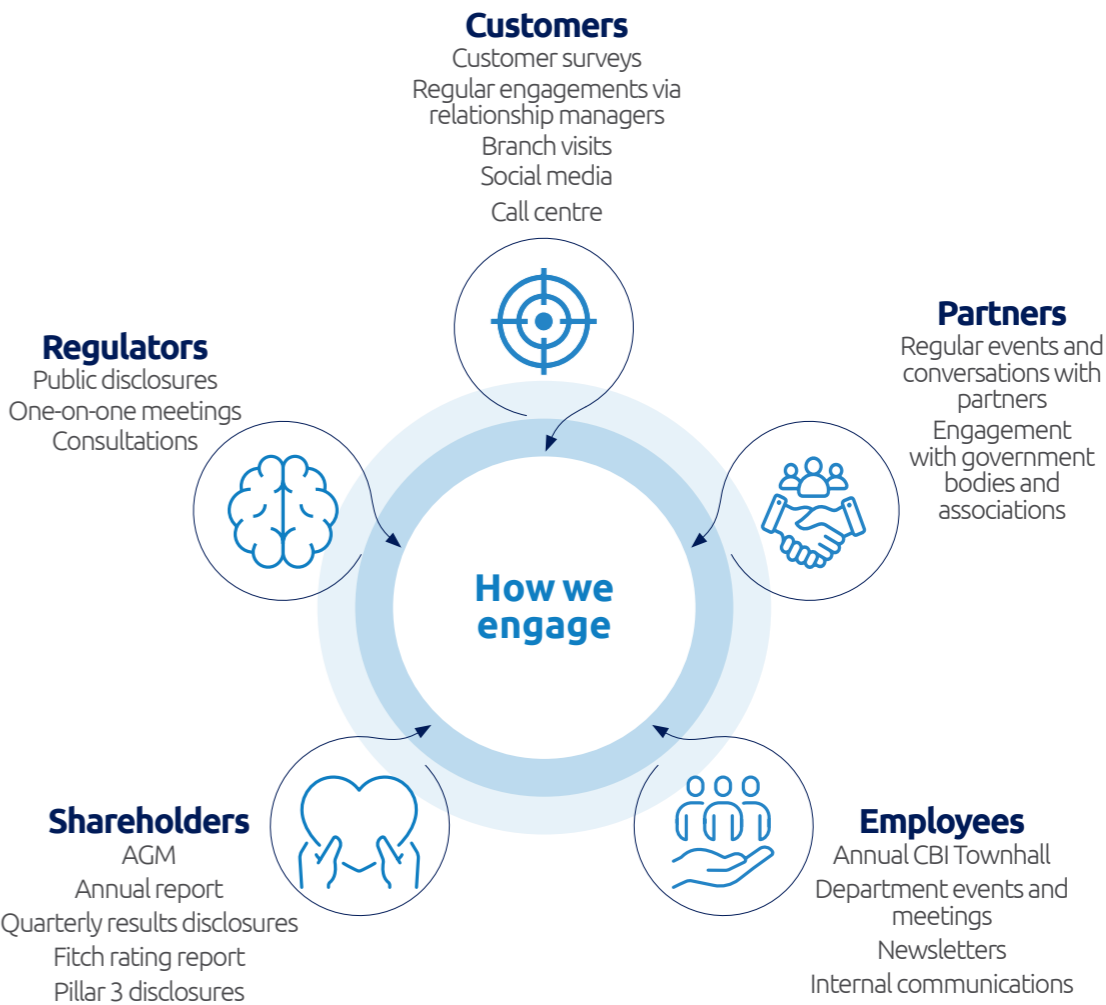 Customers
Customer surveys
Regular engagements via
relationship managers
Branch visits
Social media
Call centre
Partners
Regular events and
conversations with
partners
Engagement
with government
bodies and
associations
Regulators
Public disclosures
One-on-one meetings
Consultations
How we
engage
Shareholders
AGM
Annual report
Quarterly results disclosures
Fitch rating report
Pillar 3 disclosures
Employees
Annual CBI Townhall
Department events and
meetings
Newsletters
Internal communications